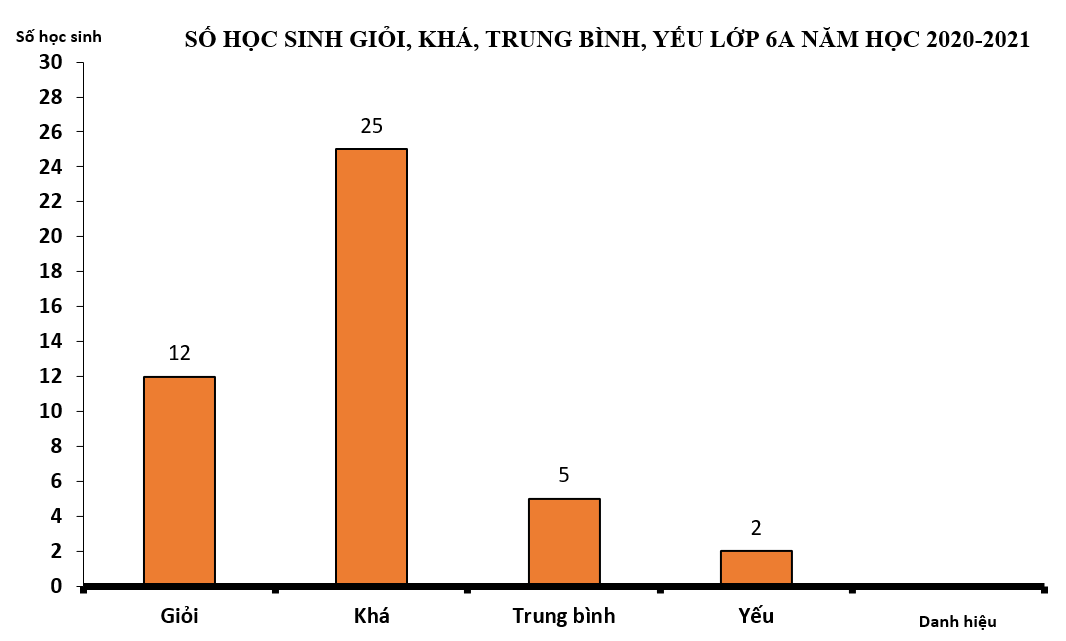 Số học sinh
SỐ HỌC SINH GIỎI, KHÁ, TRUNG BÌNH, YẾU LỚP 6A NĂM HỌC 2020-2021
30
28
26
24
22
20
18
16
14
12
10
8
6
4
2
0
12
25
5
2
Giỏi
Khá
Trung bình
Yếu
Danh hiệu